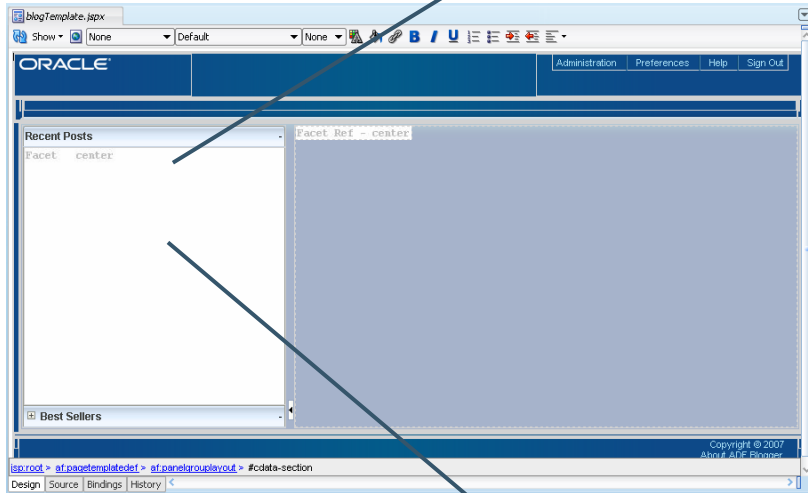 blogTemplate.jspx
Show None Default None B I U
ORACLE
Administration Preferences Help Sign Out
Recent Posts -
Facet center
Facet Ref - center
Best Sellers -
Copyright © 2007
About ADF Blogger
jsp:root > af:pagetemplatedef > af:panelgrouplayout > #cdata-section
Design Source Bindings History